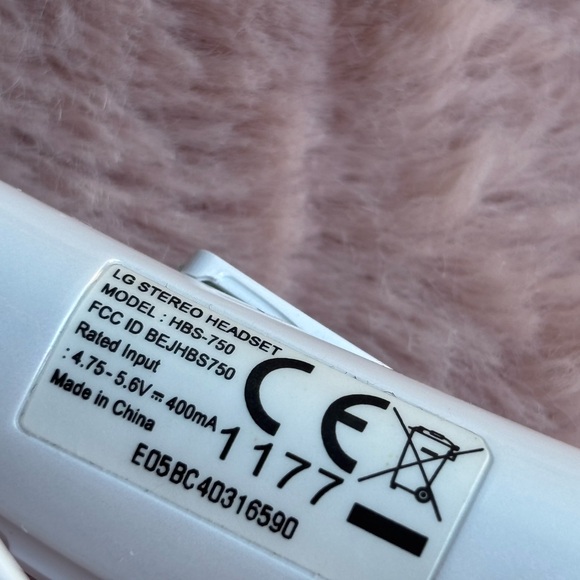 LG STEREO HEADSET
MODEL : HBS-750
FCC ID BEJHBS750
Rated Input
: 4.75 - 5.6V ⎓ 400mA
Made in China
CE
1177
E05BC40316590